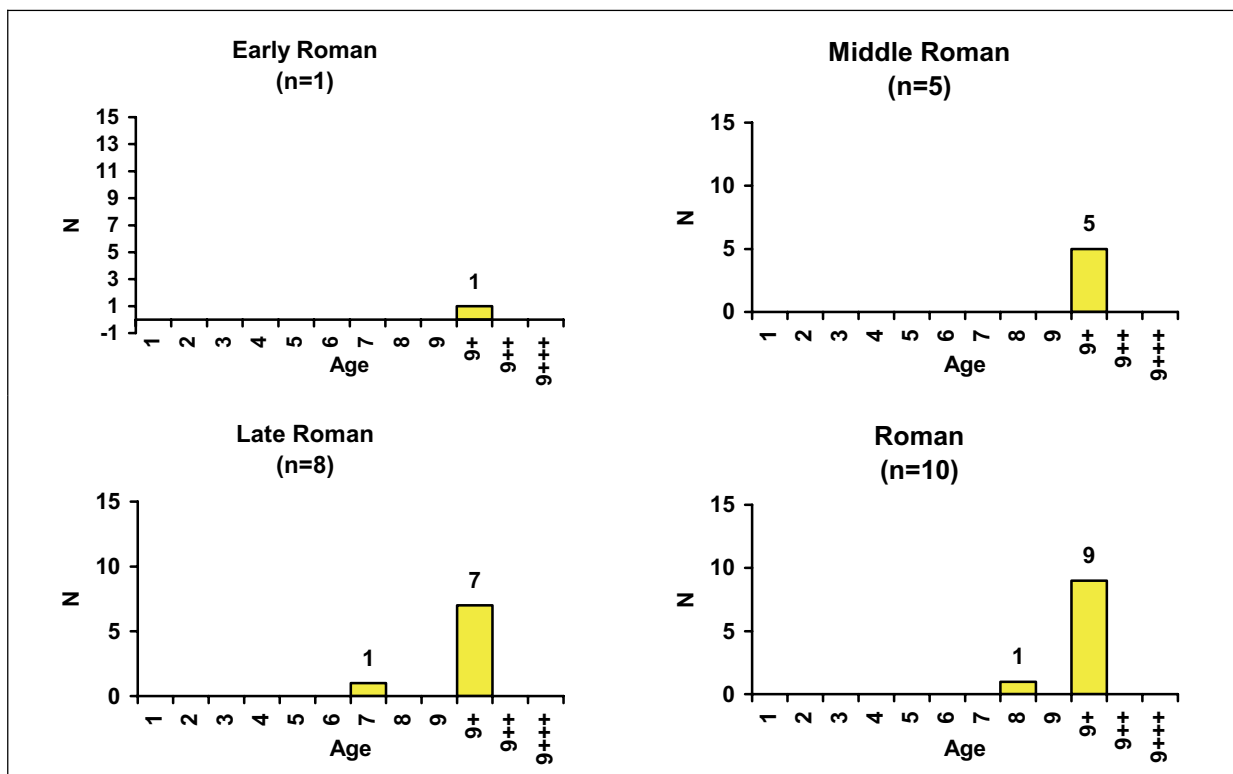 Early Roman
(n=1)
15
13
11
9
7
5
3
1
-1
N
1
1 2 3 4 5 6 7 8 9 9+ 9++ 9+++
Age
Middle Roman
(n=5)
15
10
5
0
N
5
1 2 3 4 5 6 7 8 9 9+ 9++ 9+++
Age
Late Roman
(n=8)
15
10
5
0
N
1 7
1 2 3 4 5 6 7 8 9 9+ 9++ 9+++
Age
Roman
(n=10)
15
10
5
0
N
1 9
1 2 3 4 5 6 7 8 9 9+ 9++ 9+++
Age